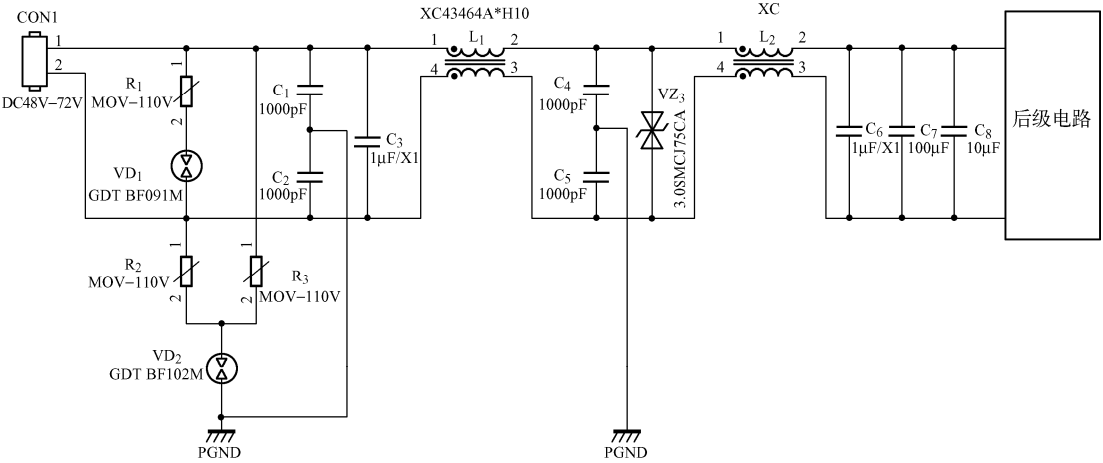 CON1
1
2
DC48V-72V
1
R1
MOV-110V
2
VD1
GDT BF091M
1
R2
MOV-110V
2
1
R3
MOV-110V
2
VD2
GDT BF102M
PGND
C1
1000pF
C2
1000pF
C3
1μF/X1
XC43464A*H10
1
L1
2
4
3
C4
1000pF
C5
1000pF
PGND
VZ3
3.0SMCJ75CA
XC
1
L2
2
4
3
C6
1μF/X1
C7
100μF
C8
10μF
后级电路